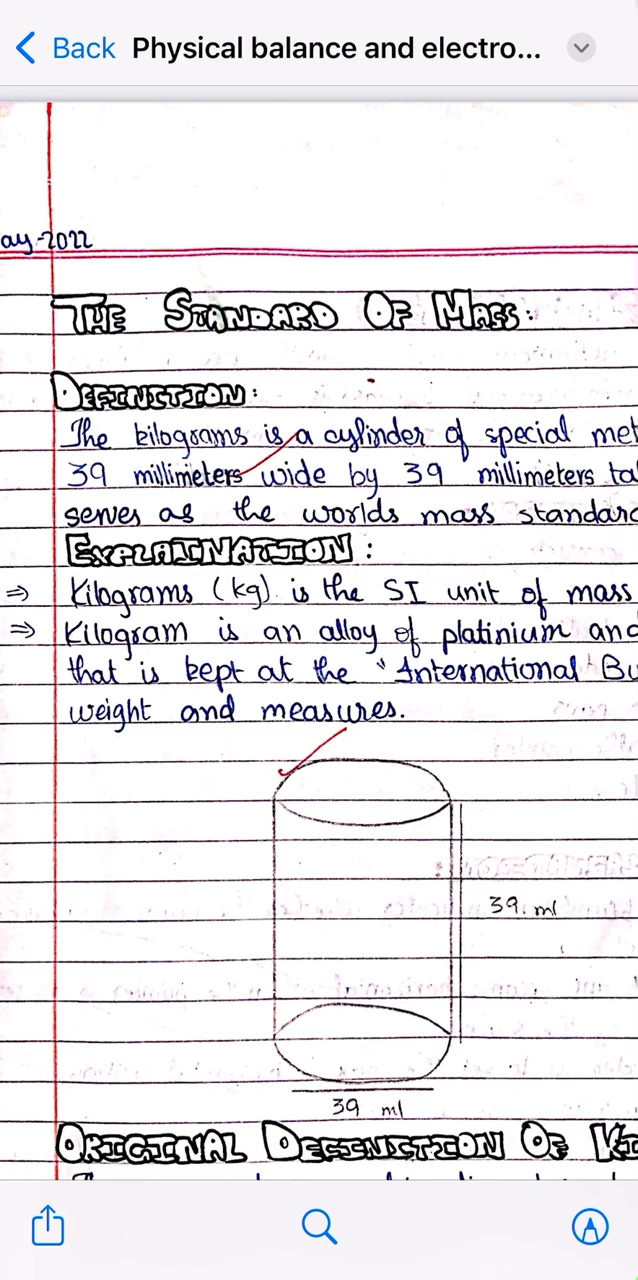 Back Physical balance and electro...
ay-2022
THE STANDARD OF MASS:
DEFINITION:
The kilograms is a cylinder of special met
39 millimeters wide by 39 millimeters ta
serves as the worlds mass standard
EXPLAINATION:
⇒ Kilograms (kg) is the SI unit of mass
⇒ Kilogram is an alloy of platinium and
that is kept at the "International Bu
weight and measures.
39. ml
39 ml
ORIGINAL DEFINITION OF KI